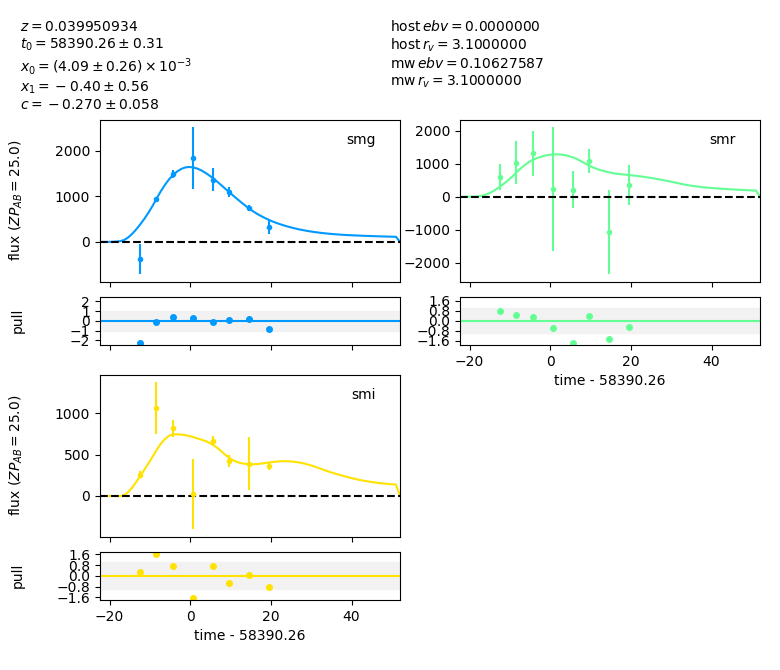 z = 0.039950934
t₀ = 58390.26 ± 0.31
x₀ = (4.09 ± 0.26) × 10⁻³
x₁ = − 0.40 ± 0.56
c = − 0.270 ± 0.058
host ebv = 0.0000000
host r_v = 3.1000000
mw ebv = 0.10627587
mw r_v = 3.1000000
smg
flux (ZP_AB = 25.0)
2000
1000
0
pull
2
1
0
−1
−2
smr
2000
1000
0
−1000
−2000
1.6
0.8
0.0
−0.8
−1.6
−20 0 20 40
time - 58390.26
smi
flux (ZP_AB = 25.0)
1000
500
0
pull
1.6
0.8
0.0
−0.8
−1.6
−20 0 20 40
time - 58390.26